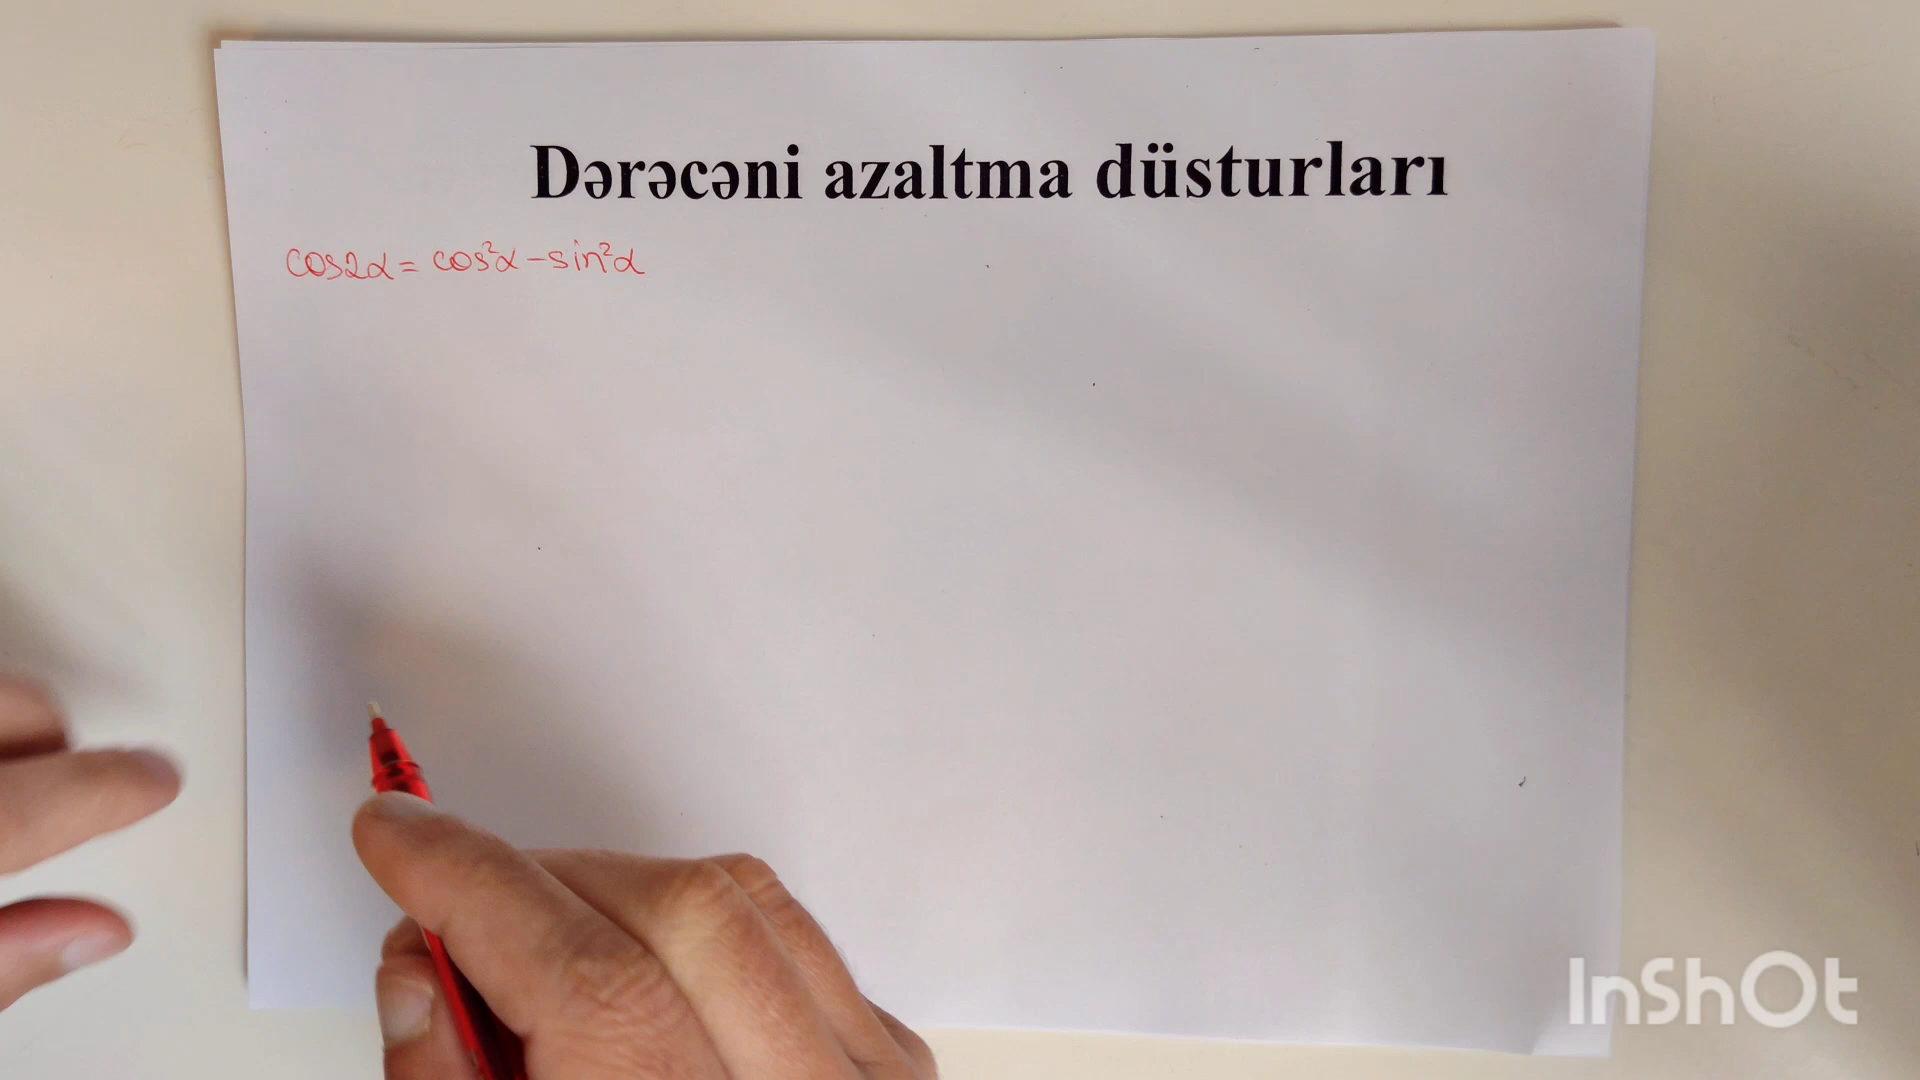 Dərəcəni azaltma düsturları
cos2α = cos²α - sin²α
InShOt